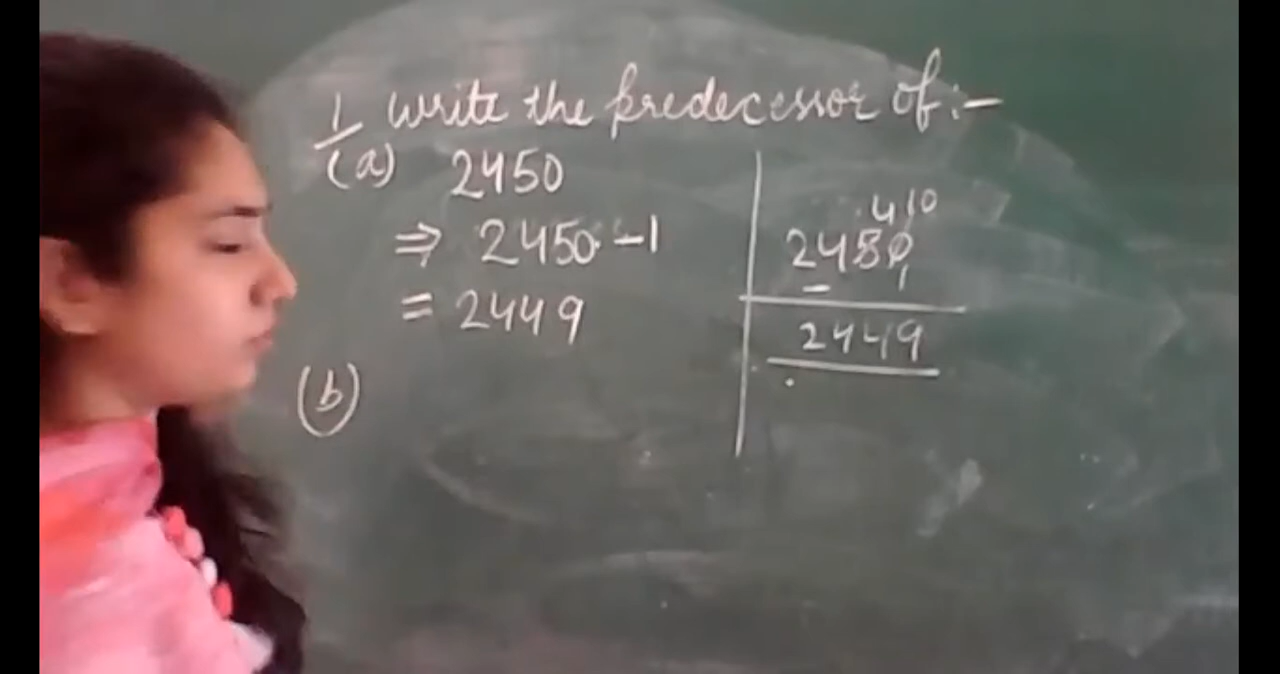 1/ write the predecessor of :-
(a) 2450
⇒ 2450 - 1
= 2449
(b)
4 10
2450
- 1
2449